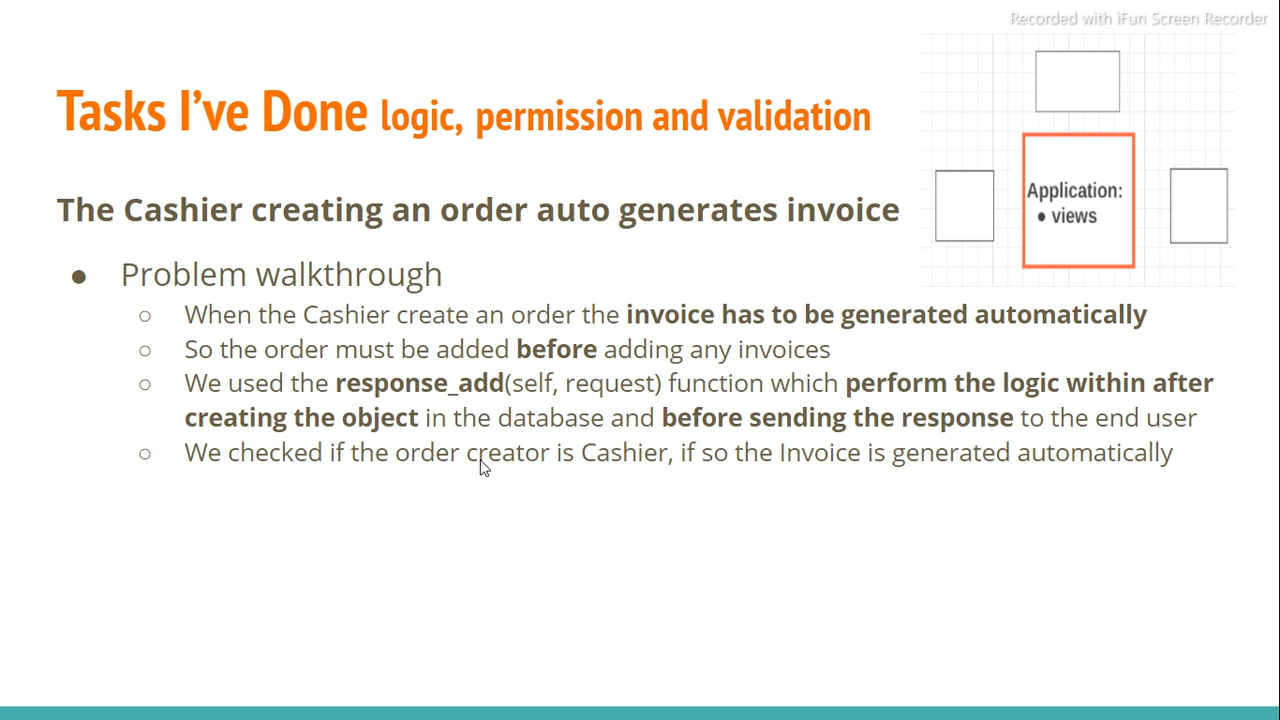 Recorded with iFun Screen Recorder
Tasks I’ve Done logic, permission and validation
Application:
● views
The Cashier creating an order auto generates invoice
● Problem walkthrough
○ When the Cashier create an order the invoice has to be generated automatically
○ So the order must be added before adding any invoices
○ We used the response_add(self, request) function which perform the logic within after
creating the object in the database and before sending the response to the end user
○ We checked if the order creator is Cashier, if so the Invoice is generated automatically